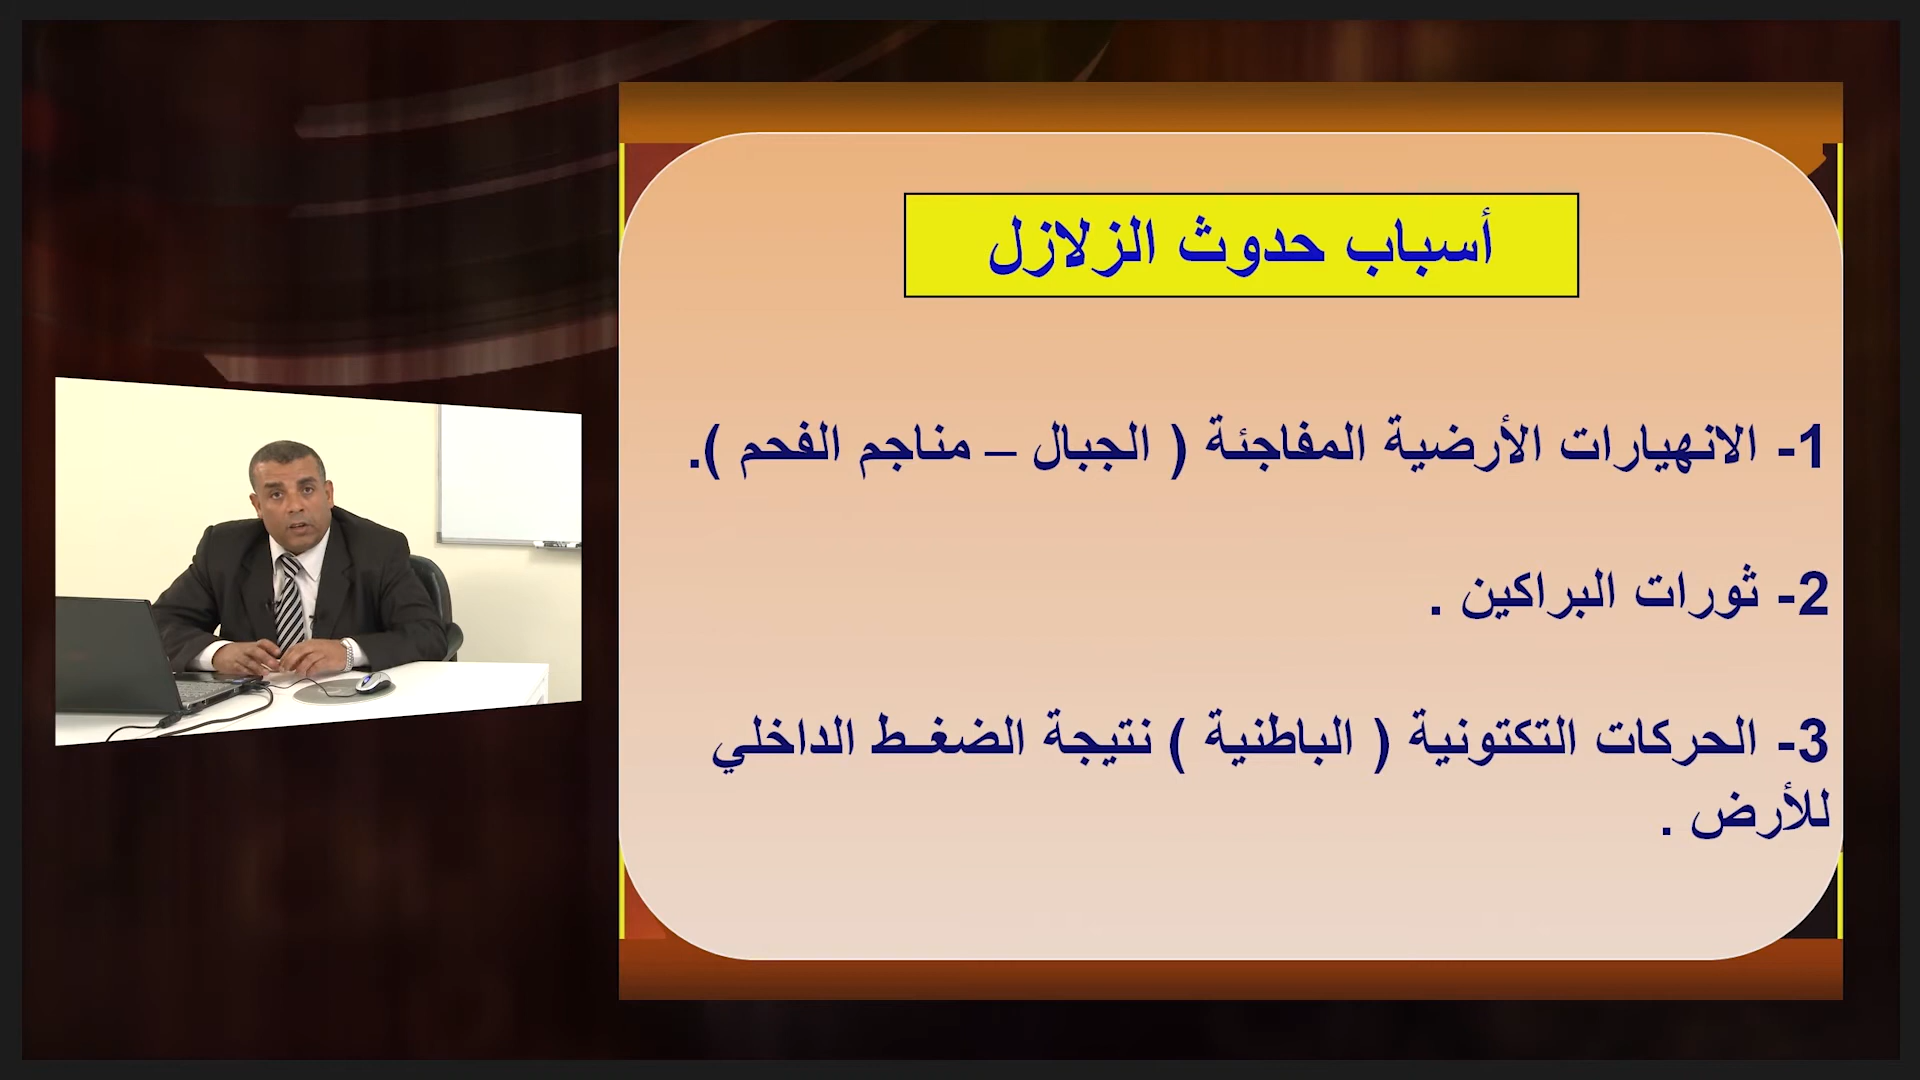 أسباب حدوث الزلازل
1- الانهيارات الأرضية المفاجئة ( الجبال – مناجم الفحم ).
2- ثورات البراكين .
3- الحركات التكتونية ( الباطنية ) نتيجة الضغـط الداخلي
للأرض .